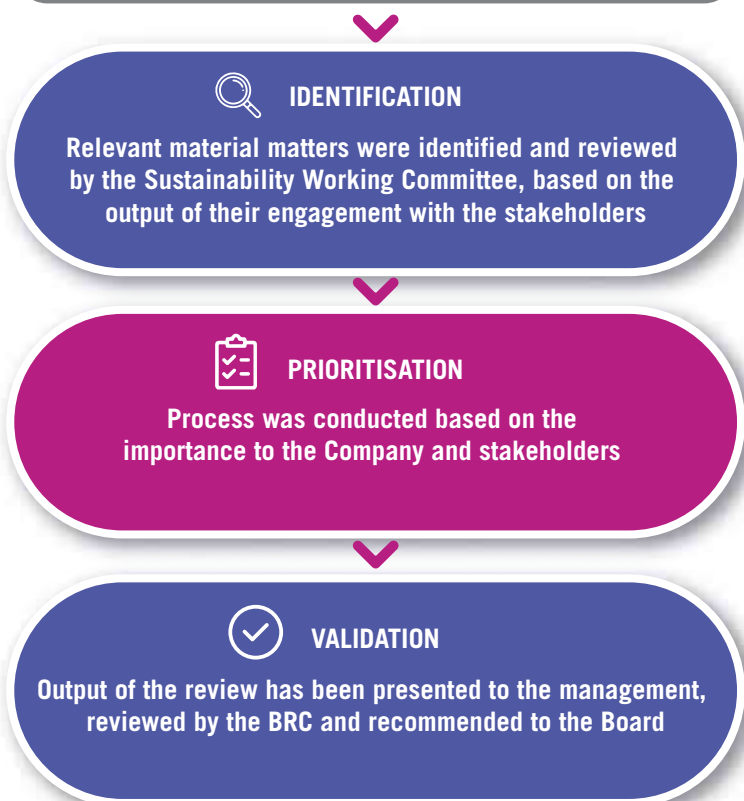 IDENTIFICATION
Relevant material matters were identified and reviewed
by the Sustainability Working Committee, based on the
output of their engagement with the stakeholders
PRIORITISATION
Process was conducted based on the
importance to the Company and stakeholders
VALIDATION
Output of the review has been presented to the management,
reviewed by the BRC and recommended to the Board